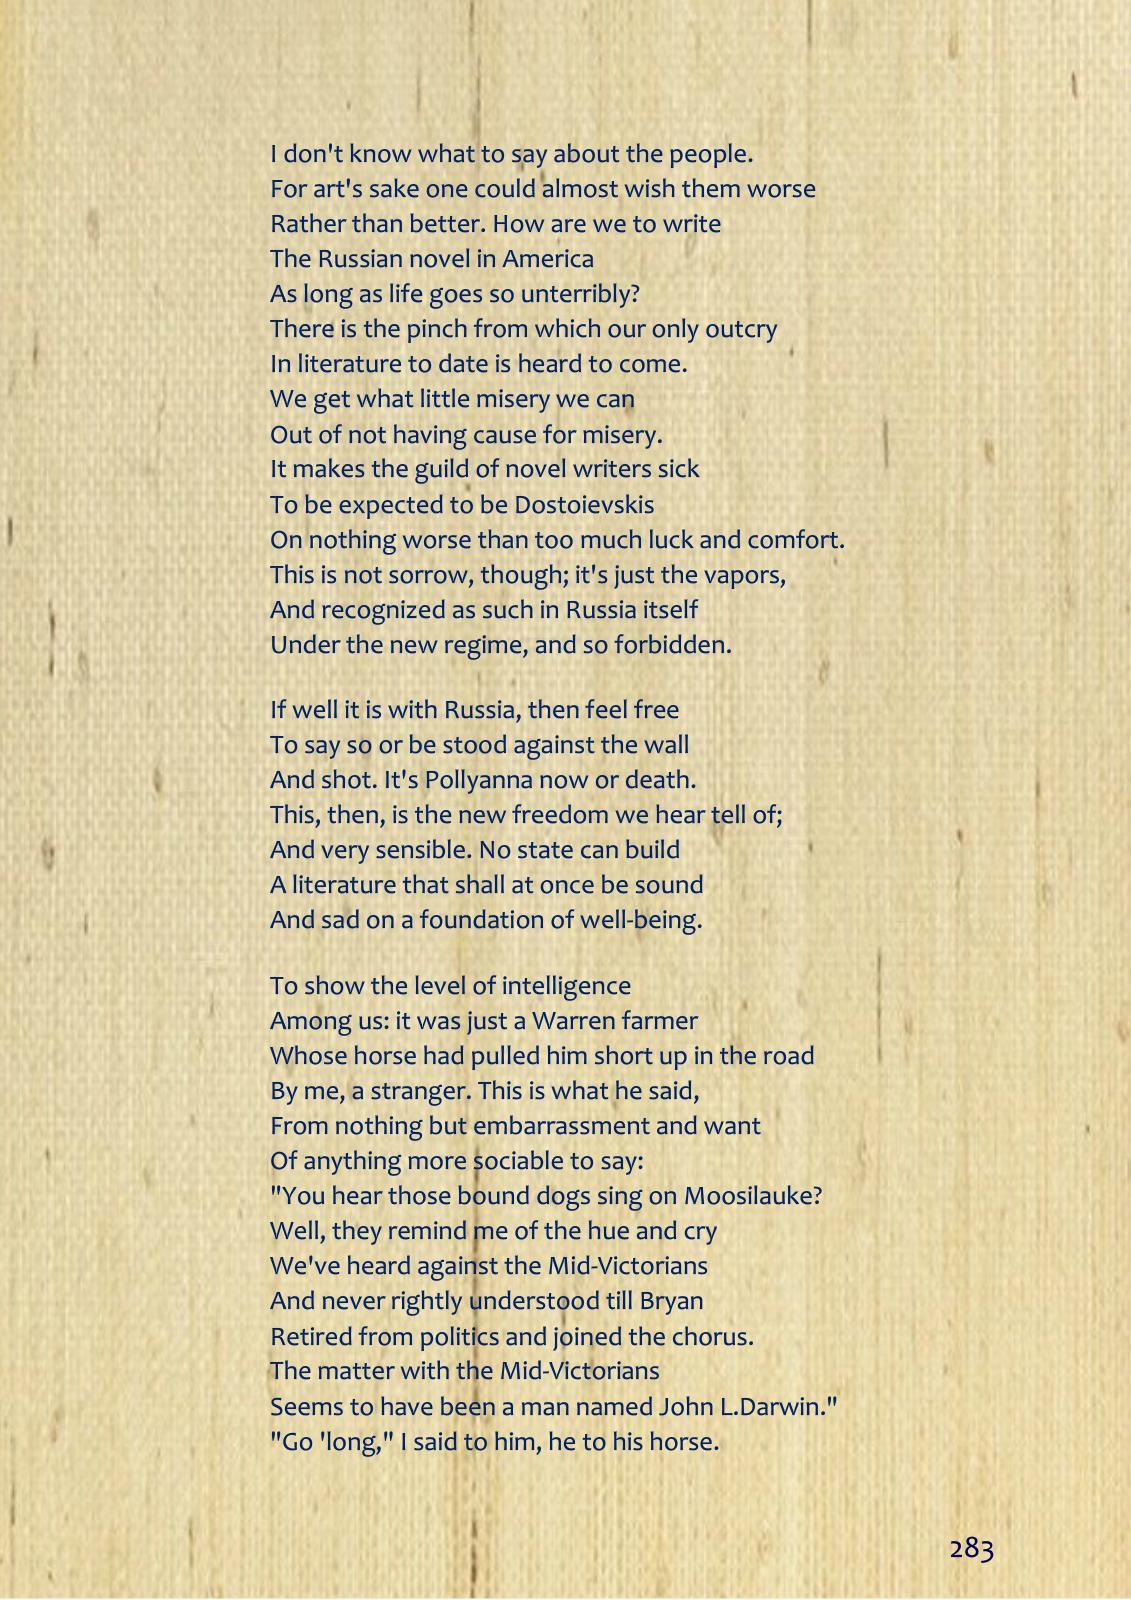 I don't know what to say about the people.
For art's sake one could almost wish them worse
Rather than better. How are we to write
The Russian novel in America
As long as life goes so unterribly?
There is the pinch from which our only outcry
In literature to date is heard to come.
We get what little misery we can
Out of not having cause for misery.
It makes the guild of novel writers sick
To be expected to be Dostoievskis
On nothing worse than too much luck and comfort.
This is not sorrow, though; it's just the vapors,
And recognized as such in Russia itself
Under the new regime, and so forbidden.
If well it is with Russia, then feel free
To say so or be stood against the wall
And shot. It's Pollyanna now or death.
This, then, is the new freedom we hear tell of;
And very sensible. No state can build
A literature that shall at once be sound
And sad on a foundation of well-being.
To show the level of intelligence
Among us: it was just a Warren farmer
Whose horse had pulled him short up in the road
By me, a stranger. This is what he said,
From nothing but embarrassment and want
Of anything more sociable to say:
"You hear those bound dogs sing on Moosilauke?
Well, they remind me of the hue and cry
We've heard against the Mid-Victorians
And never rightly understood till Bryan
Retired from politics and joined the chorus.
The matter with the Mid-Victorians
Seems to have been a man named John L.Darwin."
"Go 'long," I said to him, he to his horse.
283